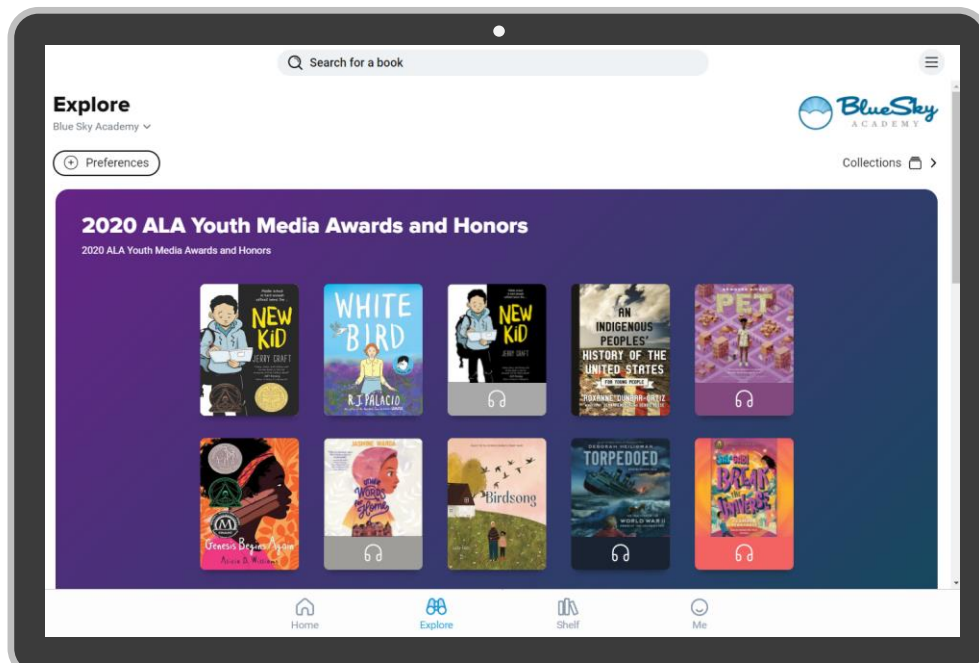 Search for a book
Explore
Blue Sky Academy
BlueSky
ACADEMY
Preferences
Collections
2020 ALA Youth Media Awards and Honors
2020 ALA Youth Media Awards and Honors
NEW
KID
JERRY CRAFT
WHITE
BIRD
R.J. PALACIO
NEW
KID
JERRY CRAFT
AN
INDIGENOUS
PEOPLES'
HISTORY OF THE
UNITED STATES
FOR YOUNG PEOPLE
ROXANNE DUNBAR-ORTIZ
PET
Genesis Begins Again
Alicia D. Williams
JASMINE WARGA
OTHER
WORDS
FOR
Home
Birdsong
DEBORAH HEILIGMAN
TORPEDOED
WORLD WAR II
BREAK
THE
UNIVERSE
Home
Explore
Shelf
Me